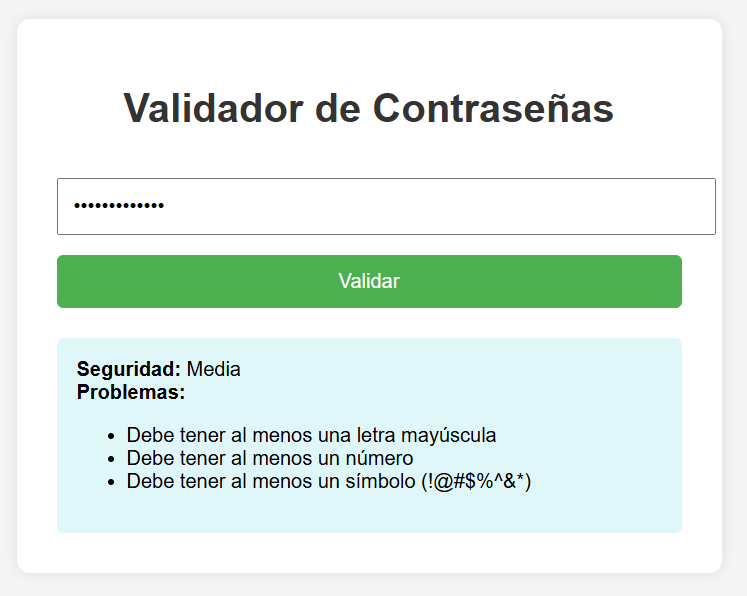 Validador de Contraseñas
•••••••••••••
Validar
Seguridad: Media
Problemas:
• Debe tener al menos una letra mayúscula
• Debe tener al menos un número
• Debe tener al menos un símbolo (!@#$%^&*)